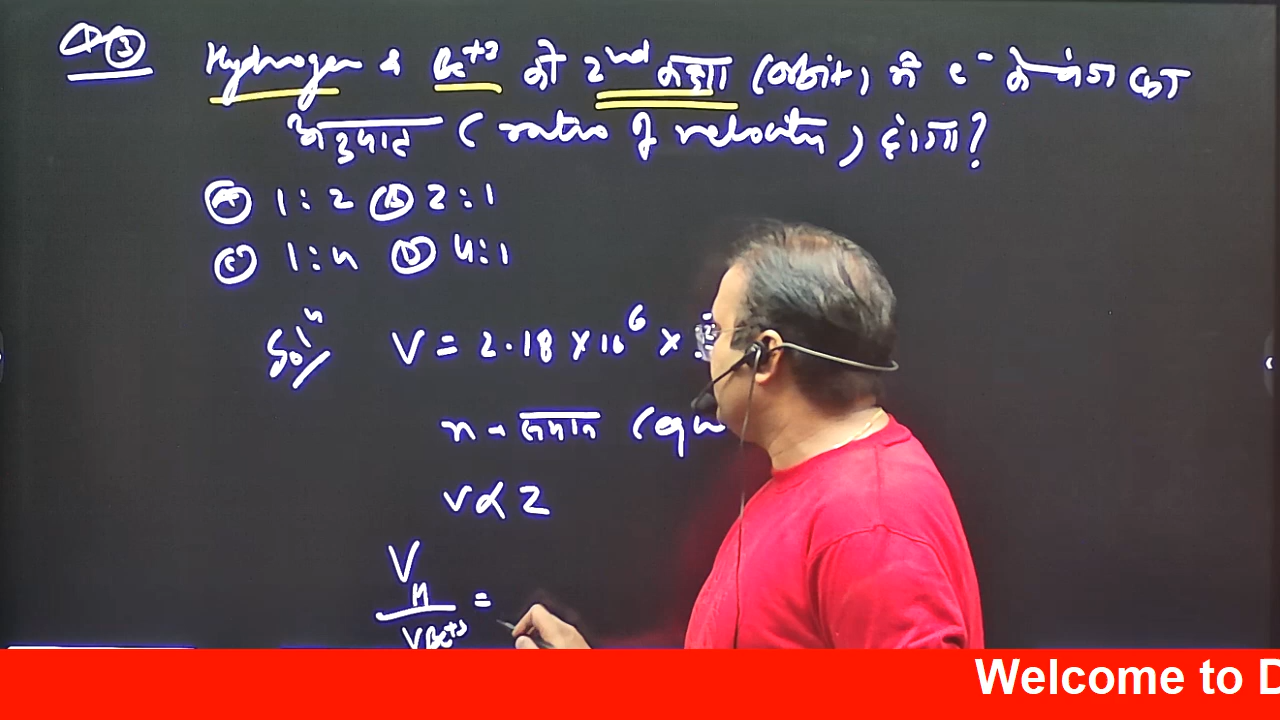 Q③ Hydrogen & Be⁺³ की 2nd कक्षा (orbit) में e⁻ के वेग का
अनुपात (ratio of velocity) होगा?
Ⓐ 1:2 Ⓑ 2:1
Ⓒ 1:4 Ⓓ 4:1
Solⁿ V = 2.18 × 10⁶ ×
n - समान (equ
V ∝ Z
V_H / V_Be⁺³ =
Welcome to D